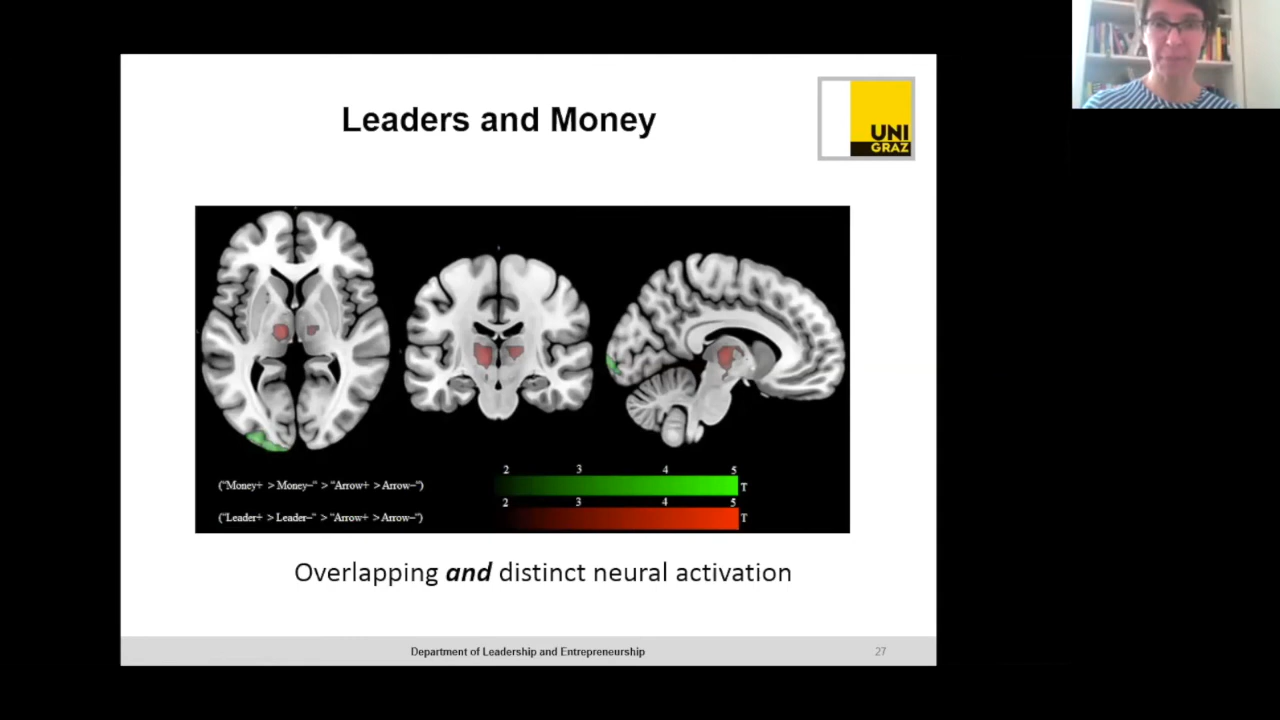 Leaders and Money
UNI
GRAZ
2 3 4 5
("Money+ > Money–" > "Arrow+ > Arrow–") T
2 3 4 5
("Leader+ > Leader–" > "Arrow+ > Arrow–") T
Overlapping and distinct neural activation
Department of Leadership and Entrepreneurship 27